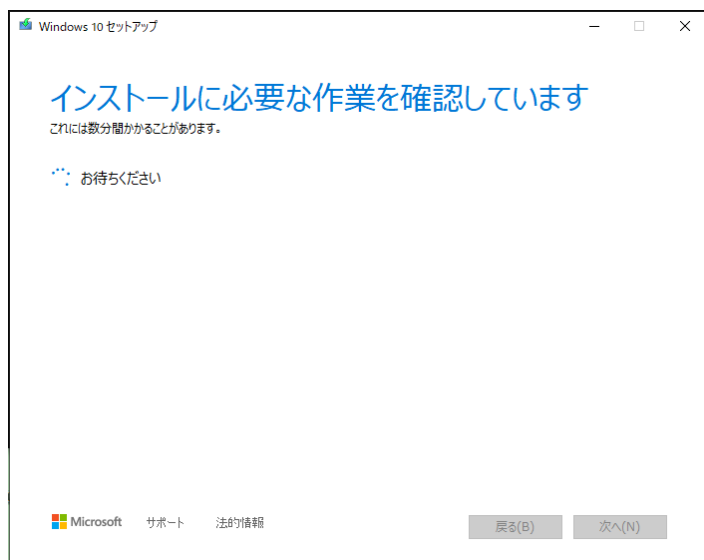 Windows 10 セットアップ
インストールに必要な作業を確認しています
これには数分間かかることがあります。
お待ちください
Microsoft サポート 法的情報 戻る(B) 次へ(N)